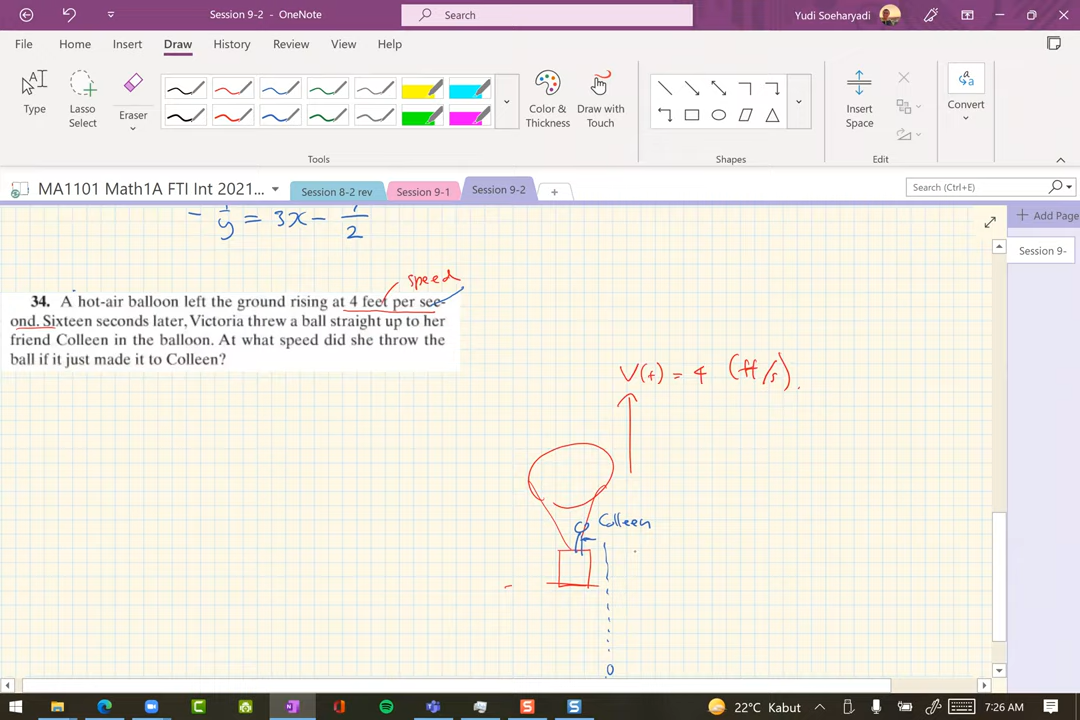 Session 9-2 - OneNote
Search
Yudi Soeharyadi
File Home Insert Draw History Review View Help
Type
Lasso Select
Eraser
Color & Thickness
Draw with Touch
Insert Space
Convert
Tools
Shapes
Edit
MA1101 Math1A FTI Int 2021...
Session 8-2 rev
Session 9-1
Session 9-2
Search (Ctrl+E)
Add Page
Session 9-
- 1/y = 3x - 7/2
speed
34. A hot-air balloon left the ground rising at 4 feet per sec-
ond. Sixteen seconds later, Victoria threw a ball straight up to her
friend Colleen in the balloon. At what speed did she throw the
ball if it just made it to Colleen?
V(t) = 4 (ft/s).
Colleen
0
22°C Kabut
7:26 AM